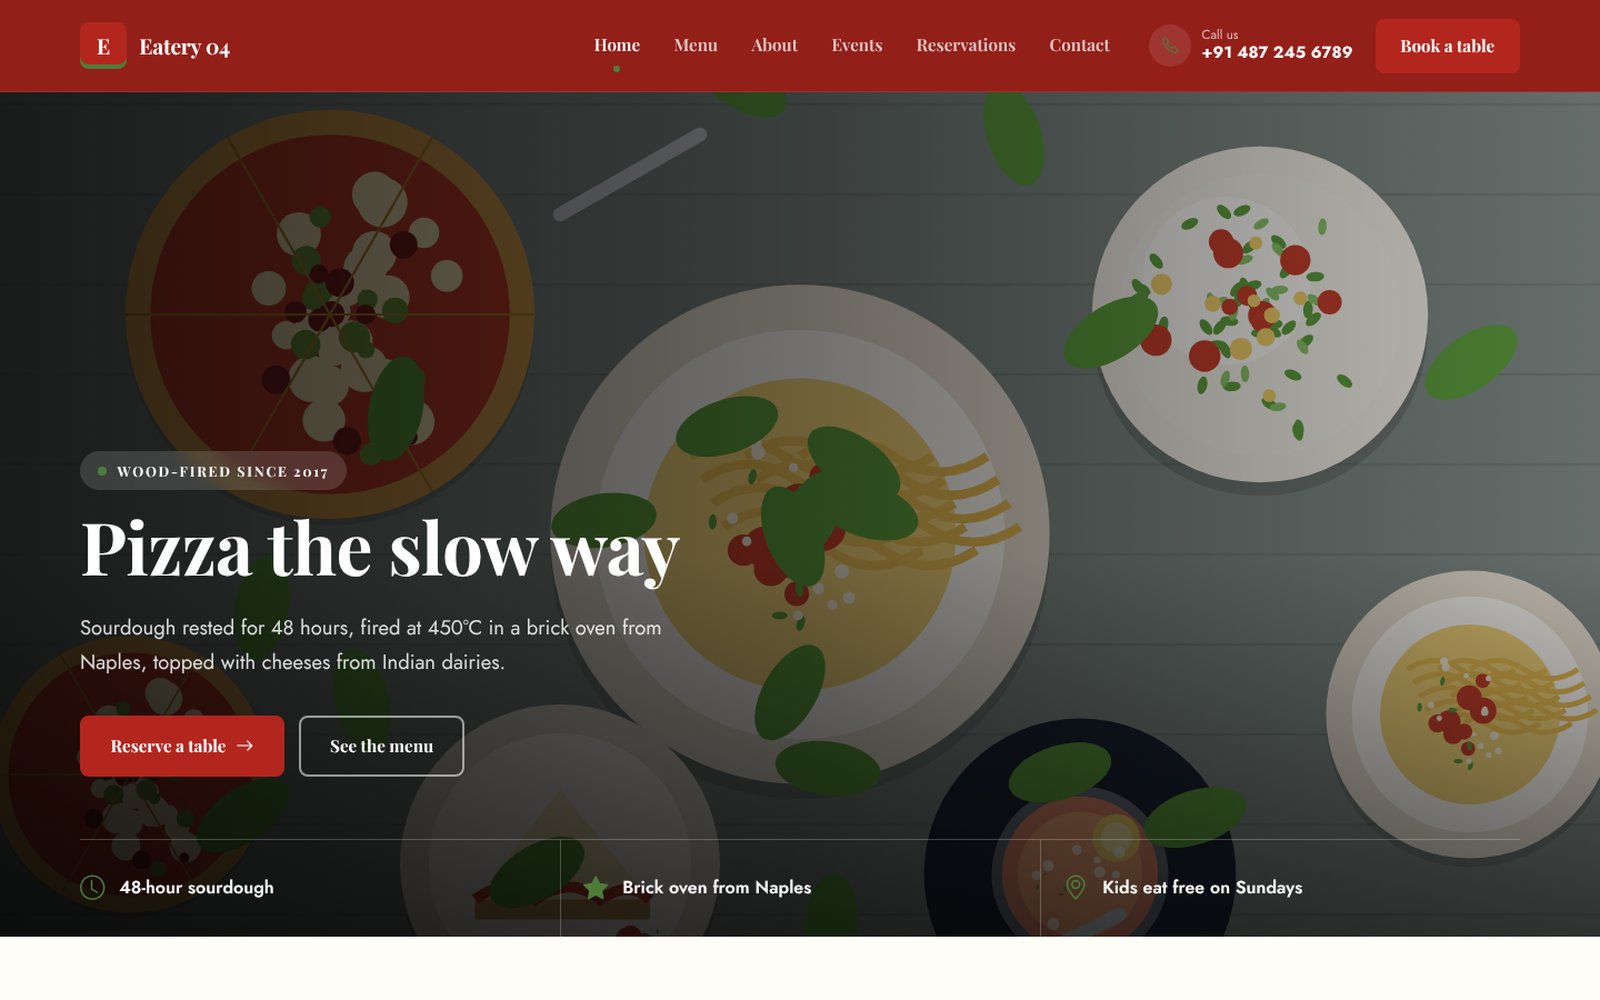 E
Eatery 04
Home
Menu
About
Events
Reservations
Contact
Call us
+91 487 245 6789
Book a table
WOOD-FIRED SINCE 2017
Pizza the slow way
Sourdough rested for 48 hours, fired at 450°C in a brick oven from
Naples, topped with cheeses from Indian dairies.
Reserve a table
See the menu
48-hour sourdough
Brick oven from Naples
Kids eat free on Sundays